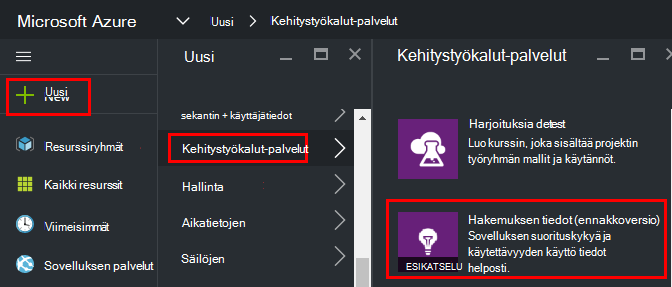 Microsoft Azure Uusi Kehitystyökalut-palvelut
Uusi
New
Resurssiryhmät
Kaikki resurssit
Viimeisimmät
Sovelluksen palvelut
Uusi
sekantin + käyttäjätiedot
Kehitystyökalut-palvelut
Hallinta
Aikatietojen
Säilöjen
Kehitystyökalut-palvelut
Harjoituksia detest
Luo kurssin, joka sisältää projektin
työryhmän mallit ja käytännöt.
Hakemuksen tiedot (ennakkoversio)
Sovelluksen suorituskykyä ja
käytettävyyden käyttö tiedot
helposti.
ESIKATSELU